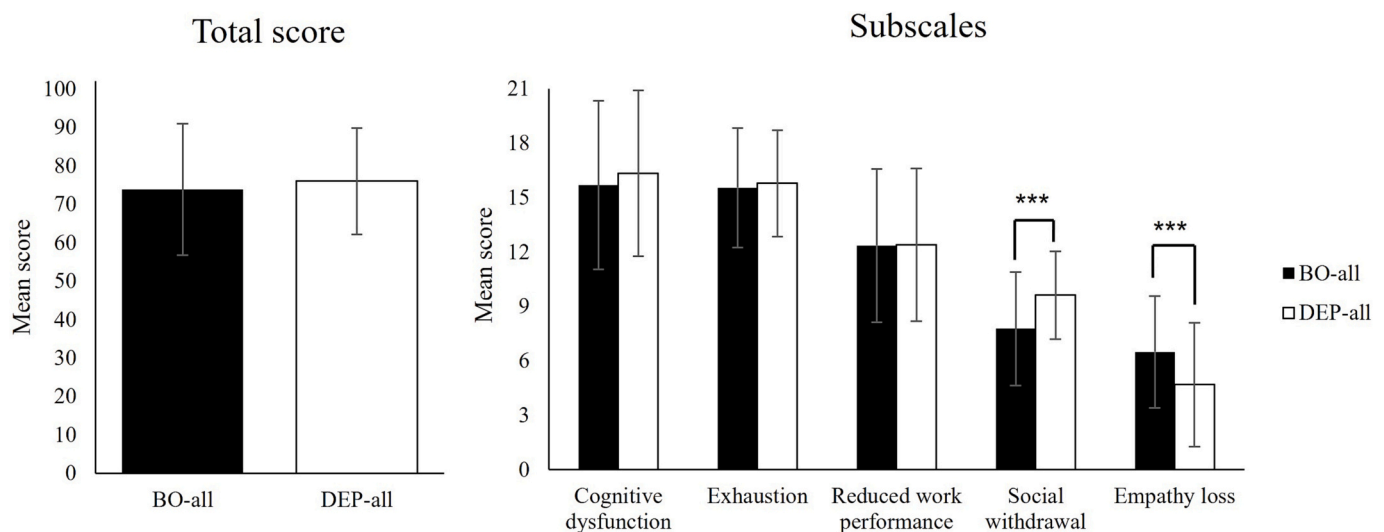 Total score
Mean score
100
90
80
70
60
50
40
30
20
10
0
BO-all
DEP-all
Subscales
Mean score
21
18
15
12
9
6
3
0
***
***
Cognitive
dysfunction
Exhaustion
Reduced work
performance
Social
withdrawal
Empathy loss
BO-all
DEP-all